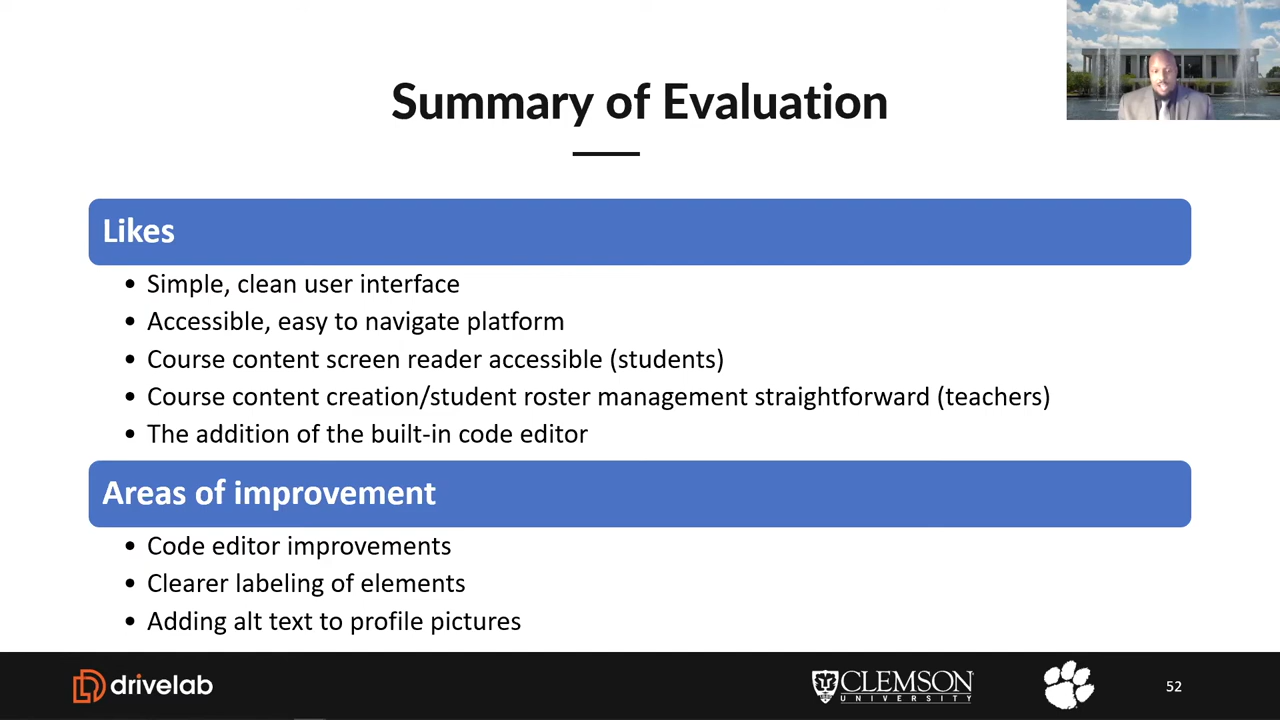 Summary of Evaluation
Likes
• Simple, clean user interface
• Accessible, easy to navigate platform
• Course content screen reader accessible (students)
• Course content creation/student roster management straightforward (teachers)
• The addition of the built-in code editor
Areas of improvement
• Code editor improvements
• Clearer labeling of elements
• Adding alt text to profile pictures
drivelab
CLEMSON
UNIVERSITY
52